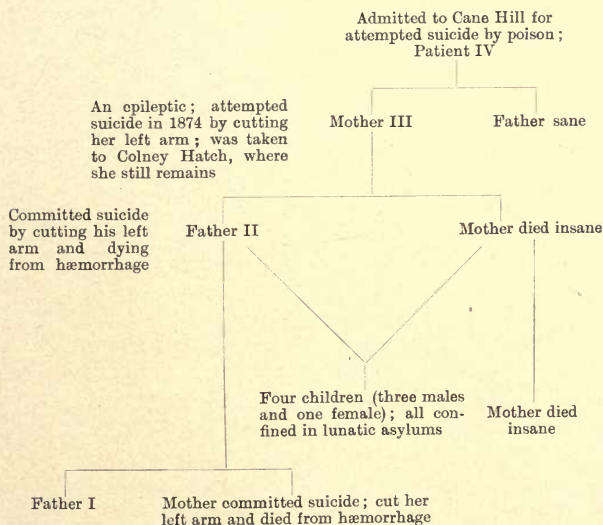 Admitted to Cane Hill for
attempted suicide by poison ;
Patient IV
An epileptic ; attempted
suicide in 1874 by cutting
her left arm ; was taken
to Colney Hatch, where
she still remains
Mother III
Father sane
Committed suicide
by cutting his left
arm and dying
from hæmorrhage
Father II
Mother died insane
Four children (three males
and one female) ; all con-
fined in lunatic asylums
Mother died
insane
Father I
Mother committed suicide ; cut her
left arm and died from hæmorrhage